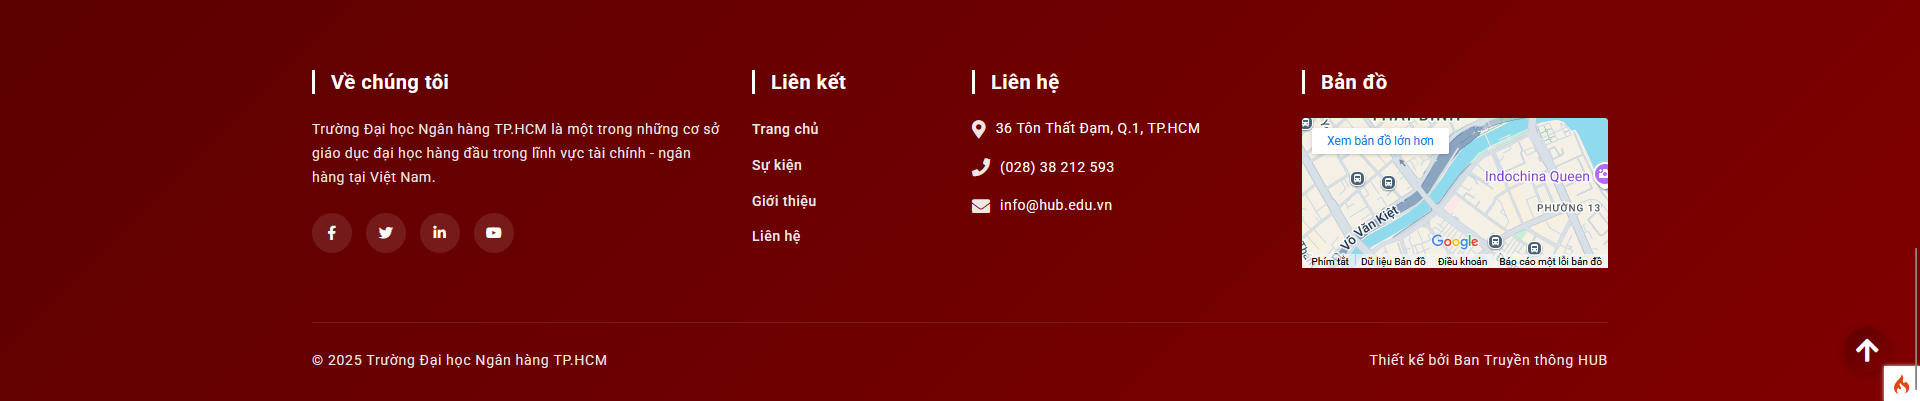 Về chúng tôi
Trường Đại học Ngân hàng TP.HCM là một trong những cơ sở
giáo dục đại học hàng đầu trong lĩnh vực tài chính - ngân
hàng tại Việt Nam.
Liên kết
Trang chủ
Sự kiện
Giới thiệu
Liên hệ
Liên hệ
36 Tôn Thất Đạm, Q.1, TP.HCM
(028) 38 212 593
info@hub.edu.vn
Bản đồ
Xem bản đồ lớn hơn
Indochina Queen
PHƯỜNG 13
Võ Văn Kiệt
Google
Phím tắt
Dữ liệu Bản đồ
Điều khoản
Báo cáo một lỗi bản đồ
© 2025 Trường Đại học Ngân hàng TP.HCM
Thiết kế bởi Ban Truyền thông HUB